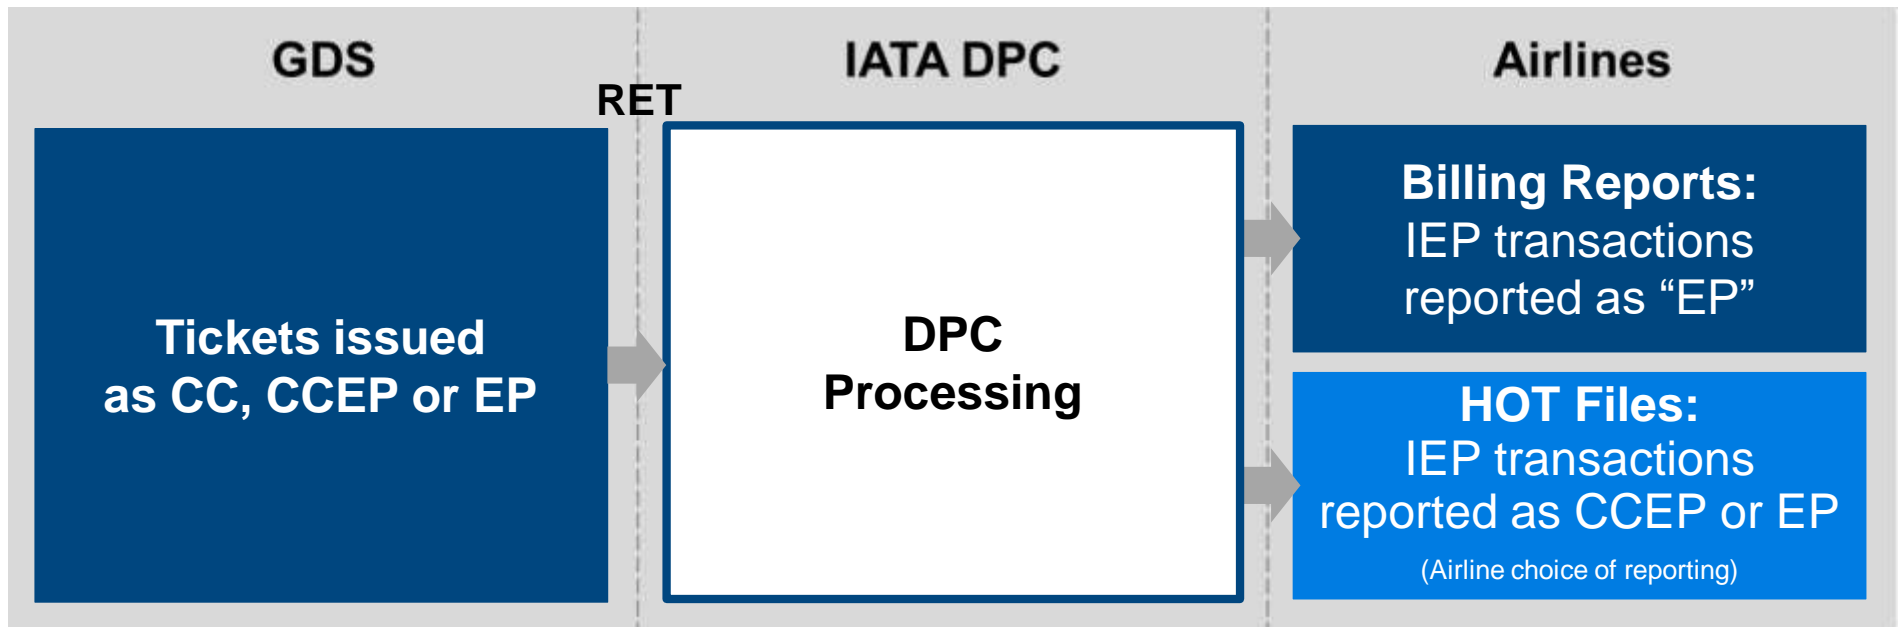 GDS
IATA DPC
Airlines
RET
Tickets issued
as CC, CCEP or EP
DPC
Processing
Billing Reports:
IEP transactions
reported as “EP”
HOT Files:
IEP transactions
reported as CCEP or EP
(Airline choice of reporting)